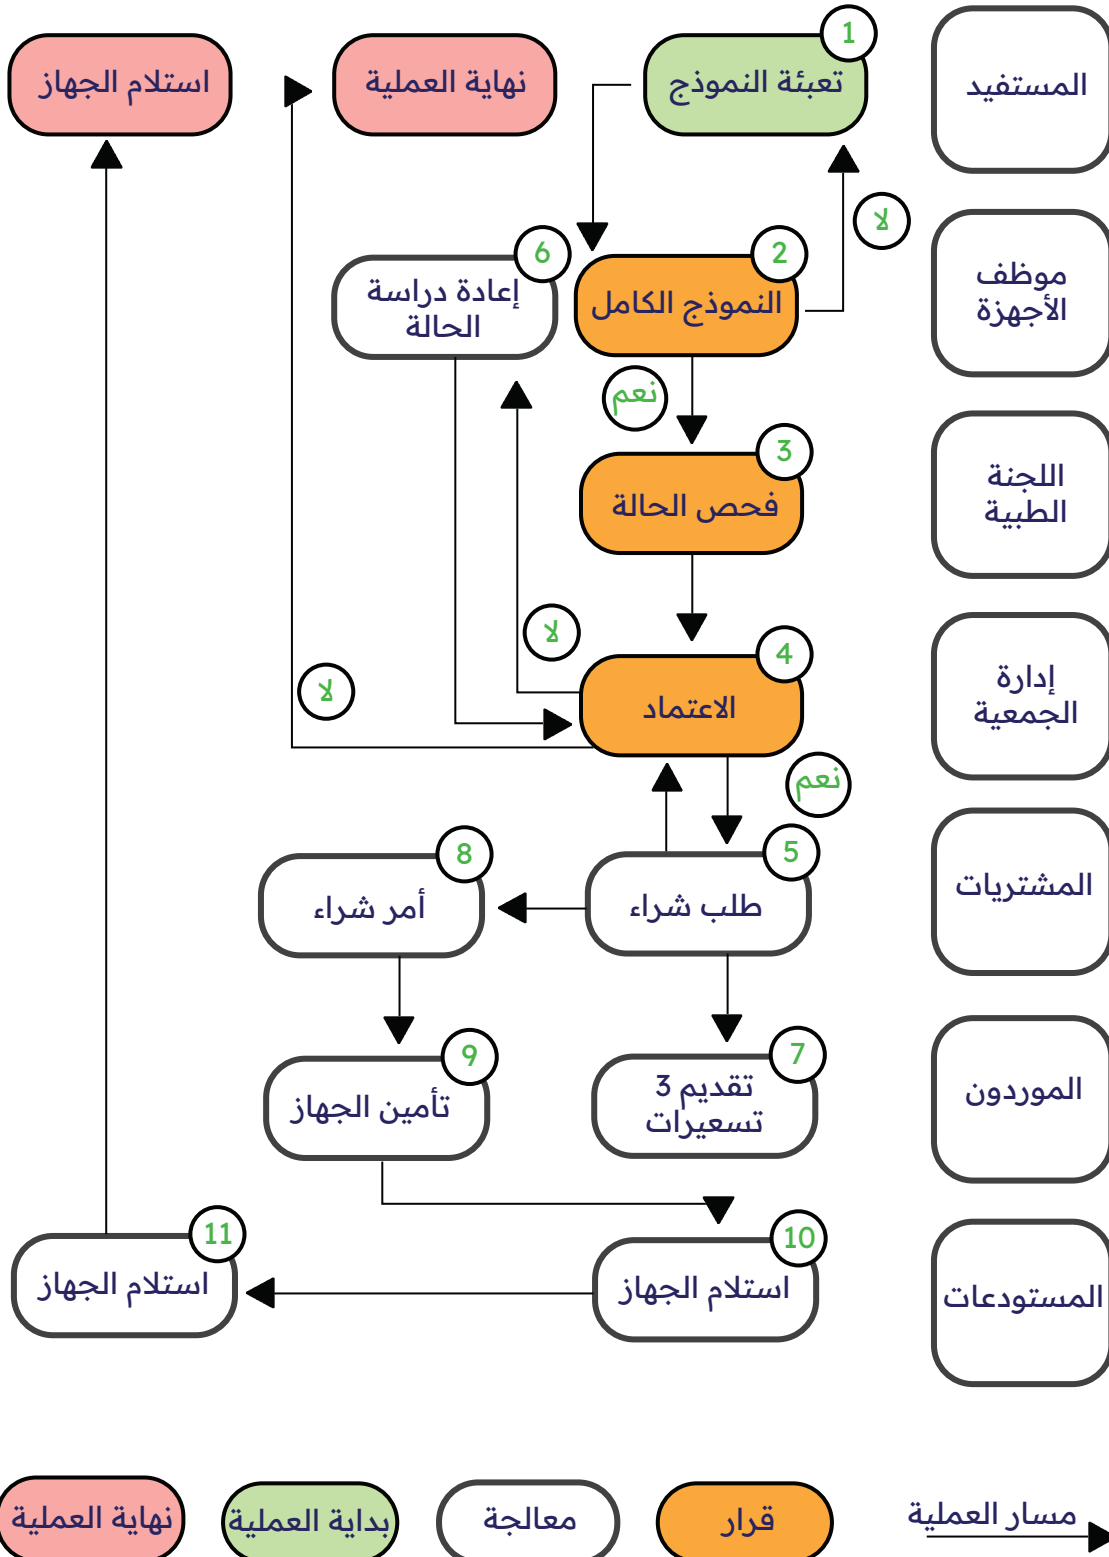 المستفيد
1
تعبئة النموذج
نهاية العملية
استلام الجهاز
لا
موظف
الأجهزة
2
النموذج الكامل
6
إعادة دراسة
الحالة
نعم
اللجنة
الطبية
3
فحص الحالة
لا
لا
إدارة
الجمعية
4
الاعتماد
نعم
المشتريات
5
طلب شراء
8
أمر شراء
الموردون
7
تقديم 3
تسعيرات
9
تأمين الجهاز
المستودعات
10
استلام الجهاز
11
استلام الجهاز
مسار العملية
قرار
معالجة
بداية العملية
نهاية العملية